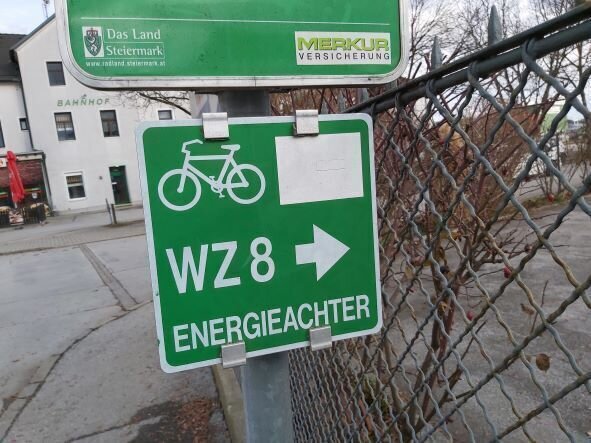 Das Land
Steiermark
www.radland.steiermark.at
MERKUR
VERSICHERUNG
BAHNHOF
WZ 8
ENERGIEACHTER